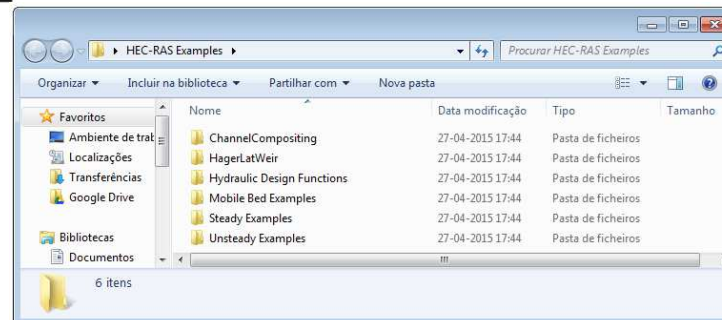 HEC-RAS Examples
Procurar HEC-RAS Examples
Organizar Incluir na biblioteca Partilhar com Nova pasta
Favoritos
Ambiente de trab
Localizações
Transferências
Google Drive
Bibliotecas
Documentos
Nome Data modificação Tipo Tamanho
ChannelCompositing 27-04-2015 17:44 Pasta de ficheiros
HagerLatWeir 27-04-2015 17:44 Pasta de ficheiros
Hydraulic Design Functions 27-04-2015 17:44 Pasta de ficheiros
Mobile Bed Examples 27-04-2015 17:44 Pasta de ficheiros
Steady Examples 27-04-2015 17:44 Pasta de ficheiros
Unsteady Examples 27-04-2015 17:44 Pasta de ficheiros
6 itens